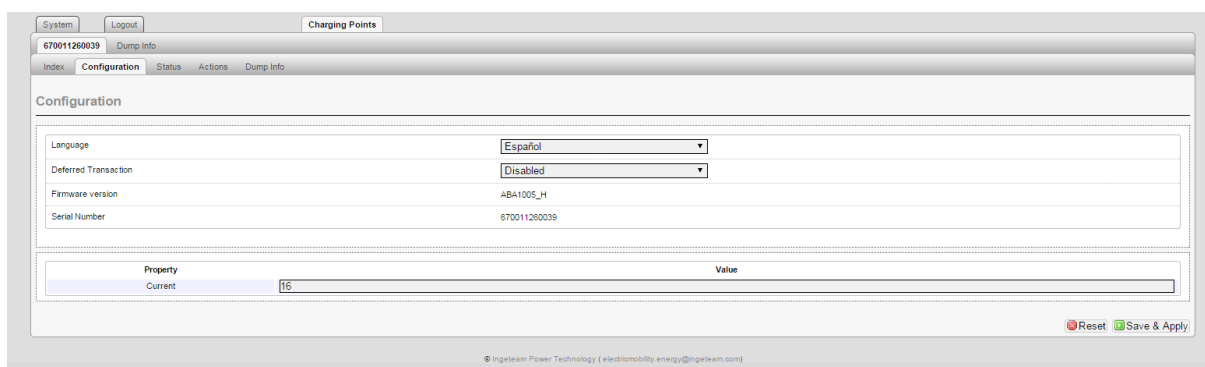 System Logout Charging Points
670011260039 Dump Info
Index Configuration Status Actions Dump Info
Configuration
Language Español
Deferred Transaction Disabled
Firmware version ABA1005_H
Serial Number 670011260039
Property Value
Current 16
Reset Save & Apply
© Ingeteam Power Technology ( electricmobility.energy@ingeteam.com)